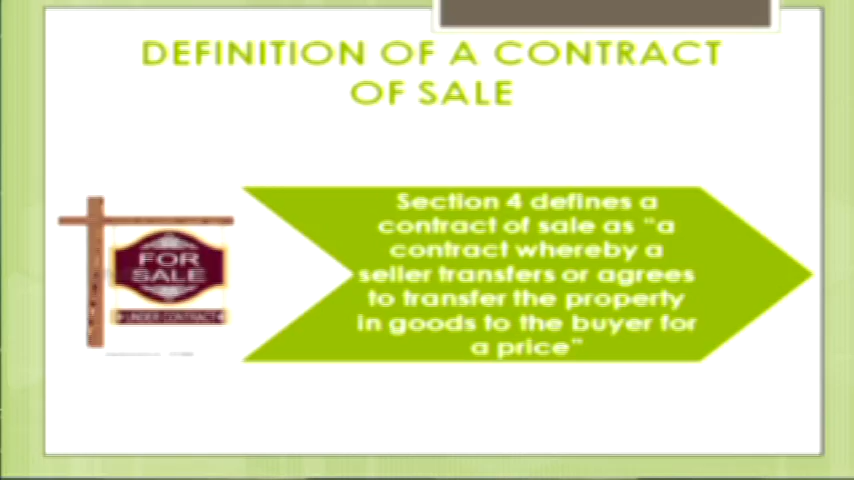 DEFINITION OF A CONTRACT
OF SALE
FOR
SALE
UNDER CONTRACT
Section 4 defines a
contract of sale as "a
contract whereby a
seller transfers or agrees
to transfer the property
in goods to the buyer for
a price"